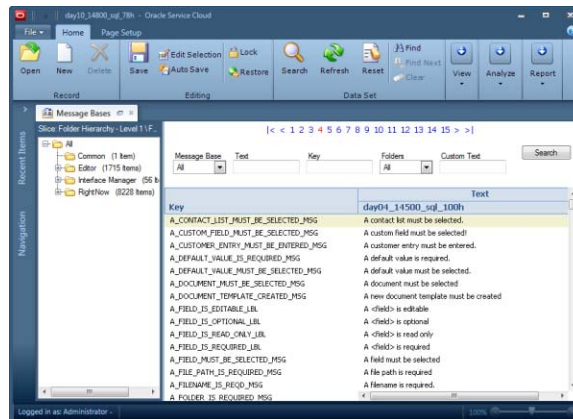 day10_14800_sql_78h - Oracle Service Cloud
File Home Page Setup
Open New Delete Save Edit Selection Auto Save Lock Restore Search Refresh Reset Find Find Next Clear View Analyze Report
Record Editing Data Set
Message Bases
Recent Items
Navigation
Slice: Folder Hierarchy - Level 1 \ F...
All
Common (1 Item)
Editor (1715 Items)
Interface Manager (56 It
RightNow (8228 Items)
|< < 1 2 3 4 5 6 7 8 9 10 11 12 13 14 15 > >|
Message Base Text Key Folders Custom Text Search
All All
Text
Key day04_14500_sql_100h
A_CONTACT_LIST_MUST_BE_SELECTED_MSG A contact list must be selected.
A_CUSTOM_FIELD_MUST_BE_SELECTED_MSG A custom field must be selected!
A_CUSTOMER_ENTRY_MUST_BE_ENTERED_MSG A customer entry must be entered.
A_DEFAULT_VALUE_IS_REQUIRED_MSG A default value is required.
A_DEFAULT_VALUE_MUST_BE_SELECTED_MSG A default value must be selected.
A_DOCUMENT_MUST_BE_SELECTED_MSG A document must be selected
A_DOCUMENT_TEMPLATE_CREATED_MSG A new document template must be created
A_FIELD_IS_EDITABLE_LBL A <field> is editable
A_FIELD_IS_OPTIONAL_LBL A <field> is optional
A_FIELD_IS_READ_ONLY_LBL A <field> is read only
A_FIELD_IS_REQUIRED_LBL A <field> is required
A_FIELD_MUST_BE_SELECTED_MSG A field must be selected
A_FILE_PATH_IS_REQUIRED_MSG A file path is required
A_FILENAME_IS_REQD_MSG A filename is required.
A_FOLDER_IS_REQUIRED_MSG
Logged in as: Administrator - 100%